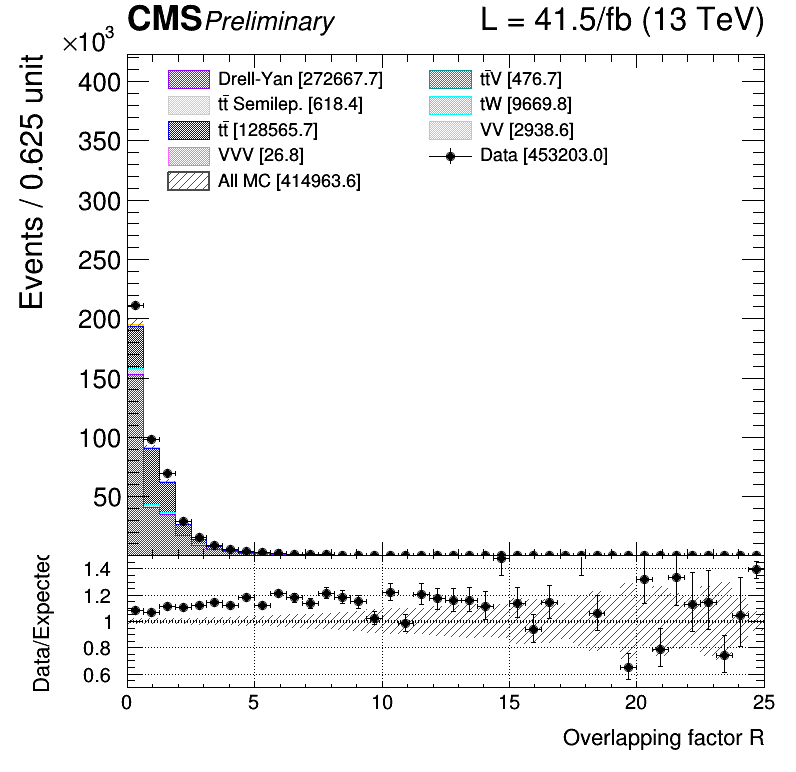 CMS Preliminary L = 41.5/fb (13 TeV)
×10³
Events / 0.625 unit
400
350
300
250
200
150
100
50
Drell-Yan [272667.7]
tt̄ Semilep. [618.4]
tt̄ [128565.7]
VVV [26.8]
All MC [414963.6]
tt̄V [476.7]
tW [9669.8]
VV [2938.6]
Data [453203.0]
Data/Expected
1.4
1.2
1
0.8
0.6
0 5 10 15 20 25
Overlapping factor R